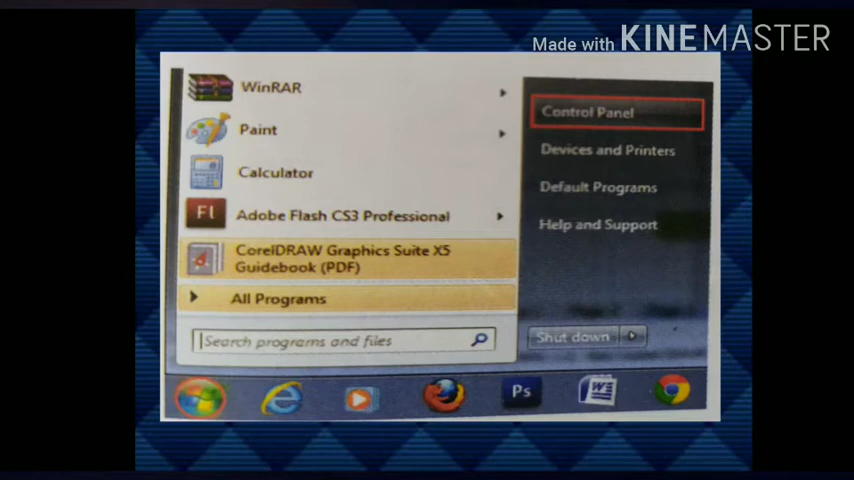 Made with KINEMASTER
WinRAR
Paint
Calculator
Adobe Flash CS3 Professional
CorelDRAW Graphics Suite X5
Guidebook (PDF)
All Programs
Search programs and files
Control Panel
Devices and Printers
Default Programs
Help and Support
Shut down
Fl
Ps
W